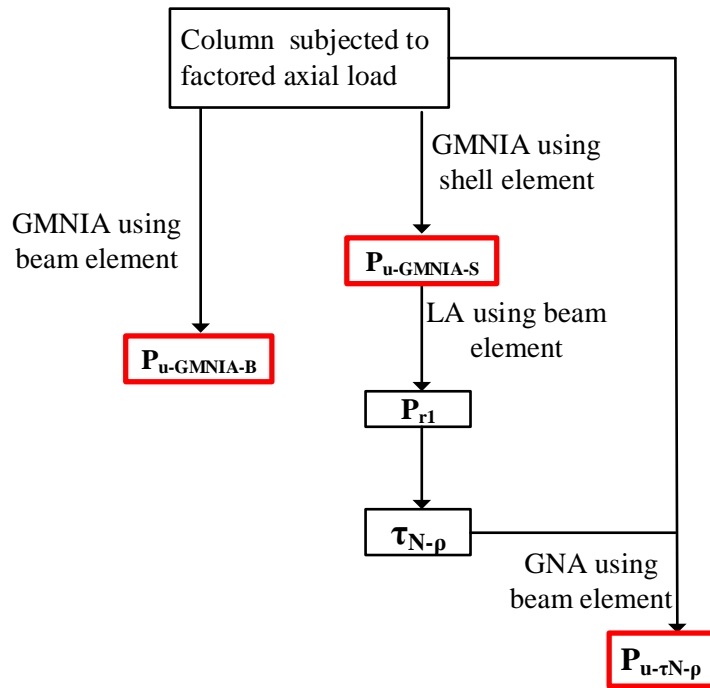 Column subjected to
factored axial load
GMNIA using
shell element
GMNIA using
beam element
Pu-GMNIA-S
LA using beam
element
Pu-GMNIA-B
Pr1
τN-ρ
GNA using
beam element
Pu-τN-ρ